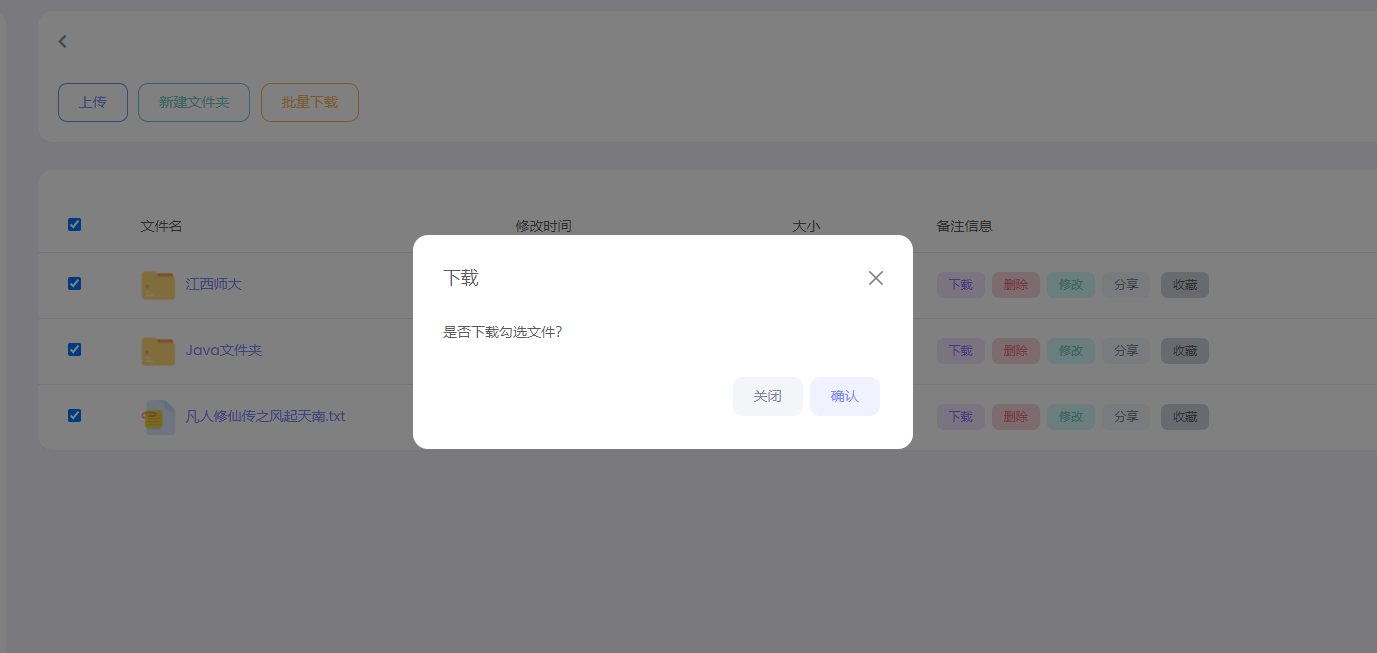 上传 新建文件夹 批量下载
文件名 修改时间 大小 备注信息
江西师大 下载 删除 修改 分享 收藏
Java文件夹 下载 删除 修改 分享 收藏
凡人修仙传之风起天南.txt 下载 删除 修改 分享 收藏
下载
是否下载勾选文件?
关闭 确认